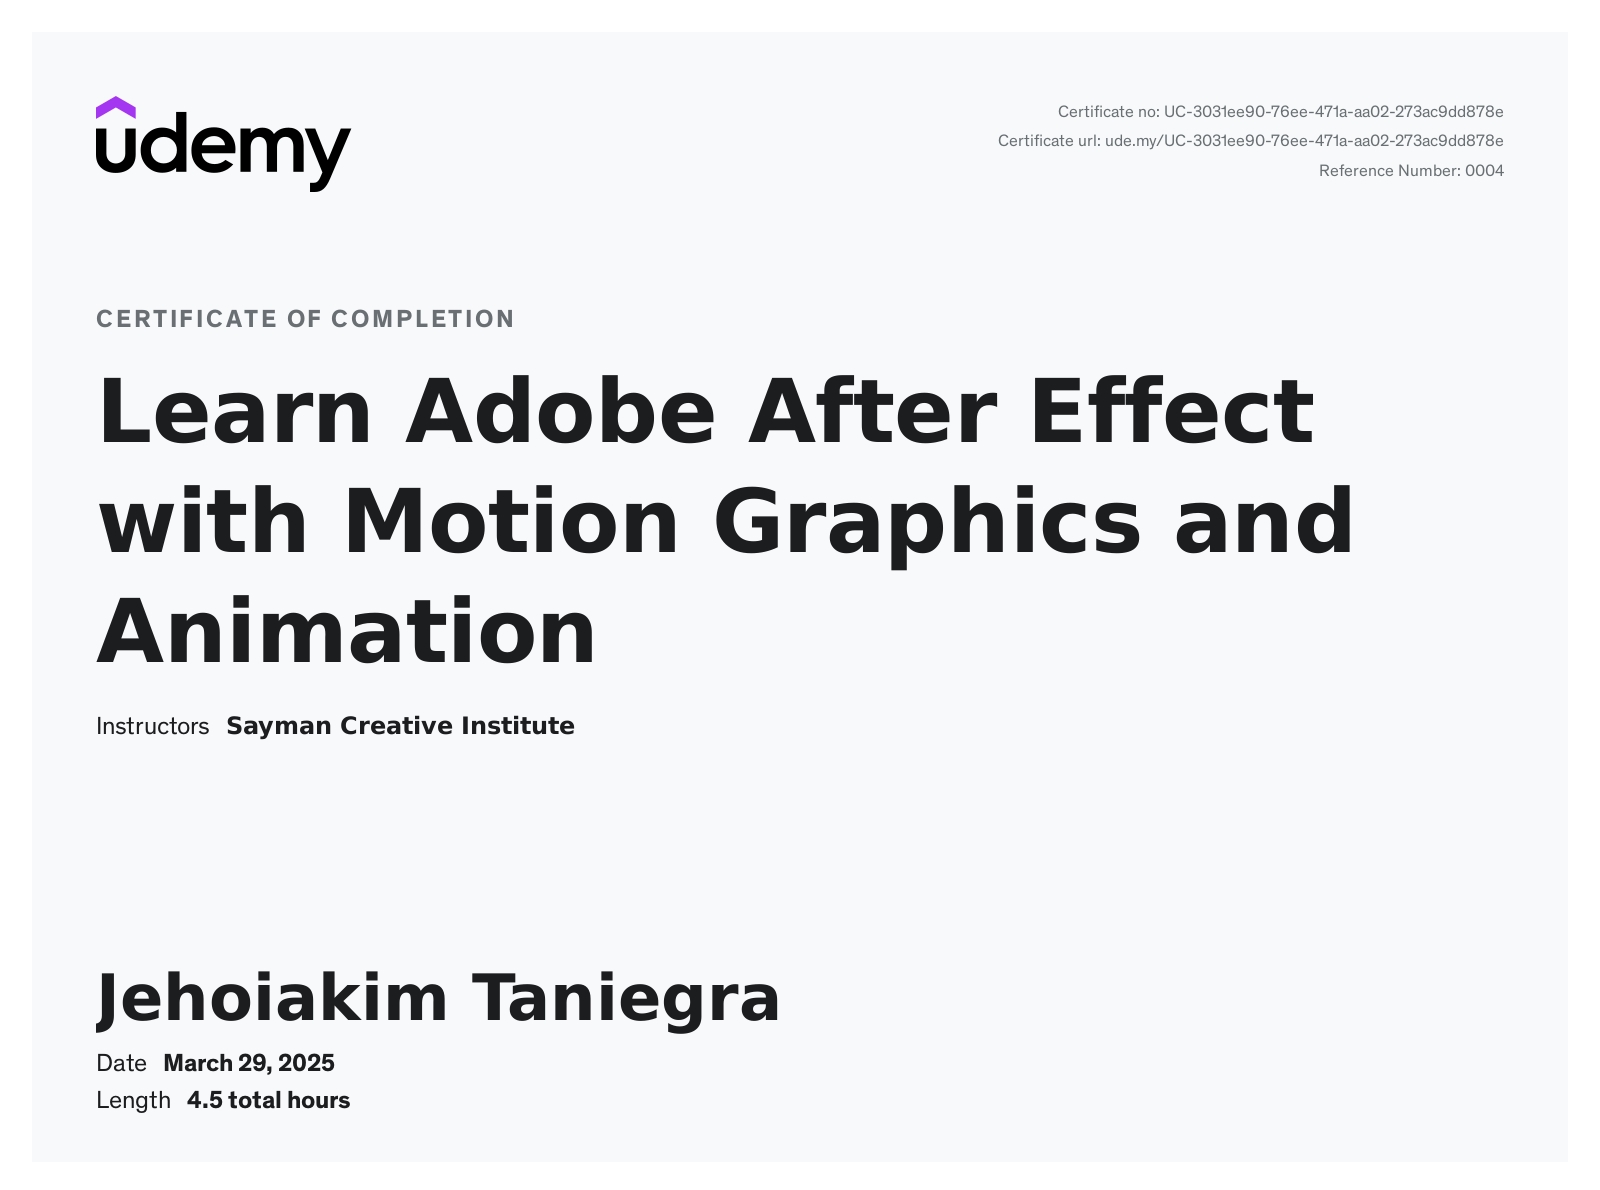 udemy
Certificate no: UC-3031ee90-76ee-471a-aa02-273ac9dd878e
Certificate url: ude.my/UC-3031ee90-76ee-471a-aa02-273ac9dd878e
Reference Number: 0004
CERTIFICATE OF COMPLETION
Learn Adobe After Effect
with Motion Graphics and
Animation
Instructors Sayman Creative Institute
Jehoiakim Taniegra
Date March 29, 2025
Length 4.5 total hours